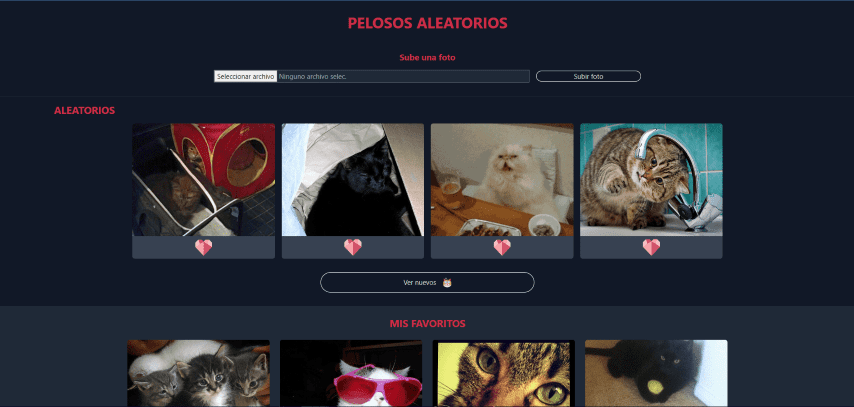 PELOSOS ALEATORIOS
Sube una foto
Seleccionar archivo Ninguno archivo selec.
Subir foto
ALEATORIOS
Ver nuevos
MIS FAVORITOS